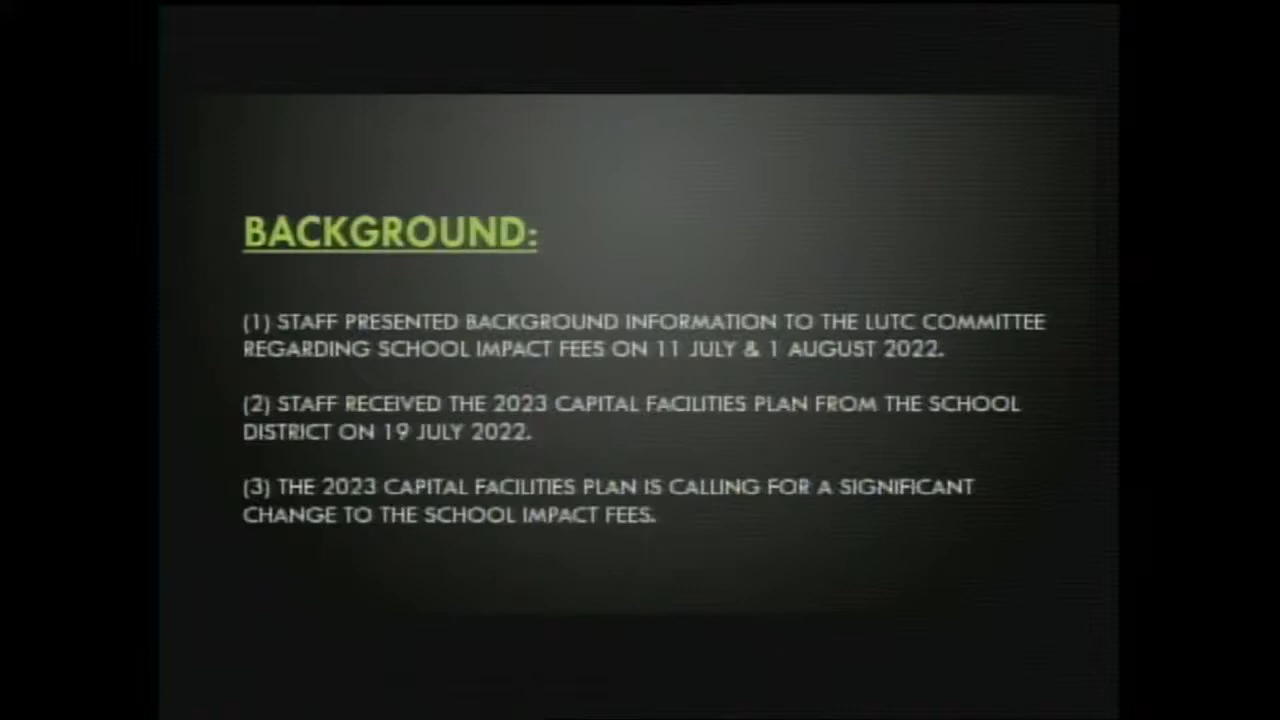 BACKGROUND:
(1) STAFF PRESENTED BACKGROUND INFORMATION TO THE LUTC COMMITTEE
REGARDING SCHOOL IMPACT FEES ON 11 JULY & 1 AUGUST 2022.
(2) STAFF RECEIVED THE 2023 CAPITAL FACILITIES PLAN FROM THE SCHOOL
DISTRICT ON 19 JULY 2022.
(3) THE 2023 CAPITAL FACILITIES PLAN IS CALLING FOR A SIGNIFICANT
CHANGE TO THE SCHOOL IMPACT FEES.